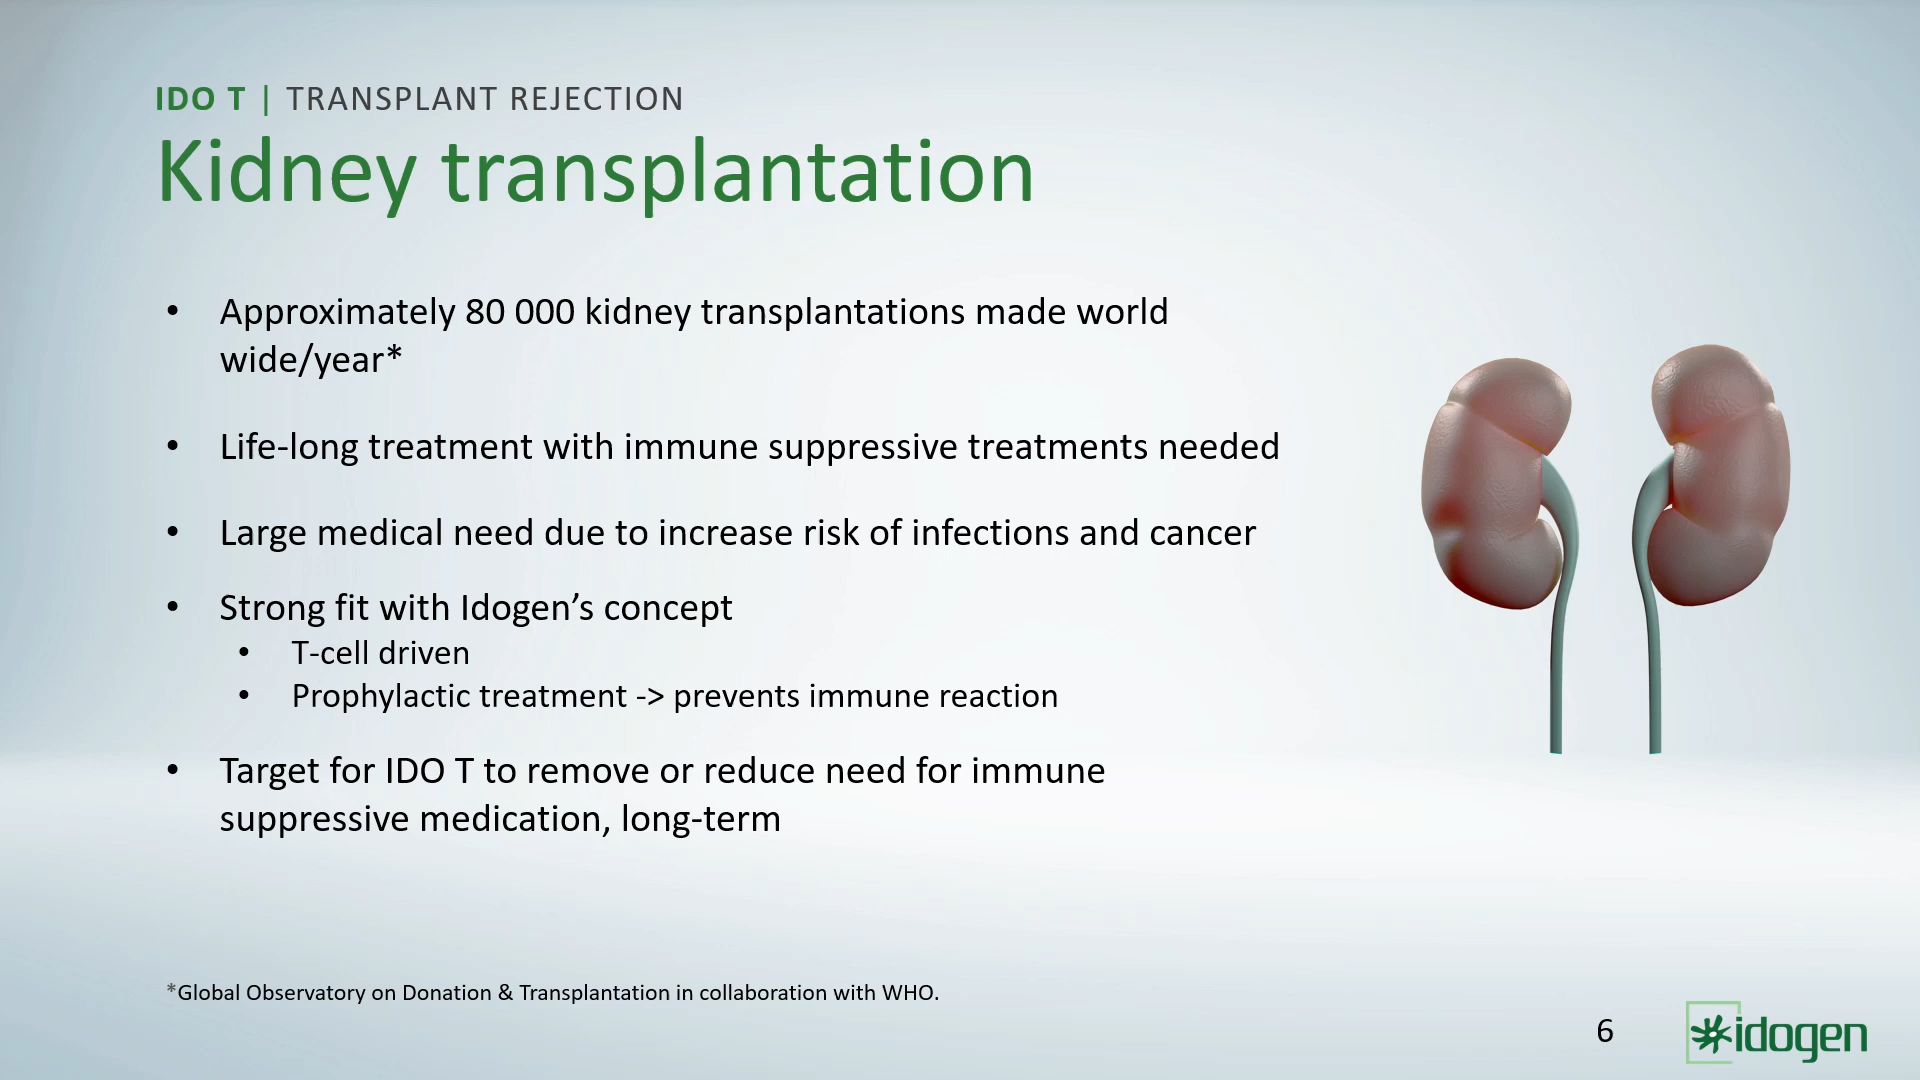 IDO T | TRANSPLANT REJECTION
Kidney transplantation
• Approximately 80 000 kidney transplantations made world
wide/year*
• Life-long treatment with immune suppressive treatments needed
• Large medical need due to increase risk of infections and cancer
• Strong fit with Idogen’s concept
• T-cell driven
• Prophylactic treatment -> prevents immune reaction
• Target for IDO T to remove or reduce need for immune
suppressive medication, long-term
*Global Observatory on Donation & Transplantation in collaboration with WHO.
6
idogen